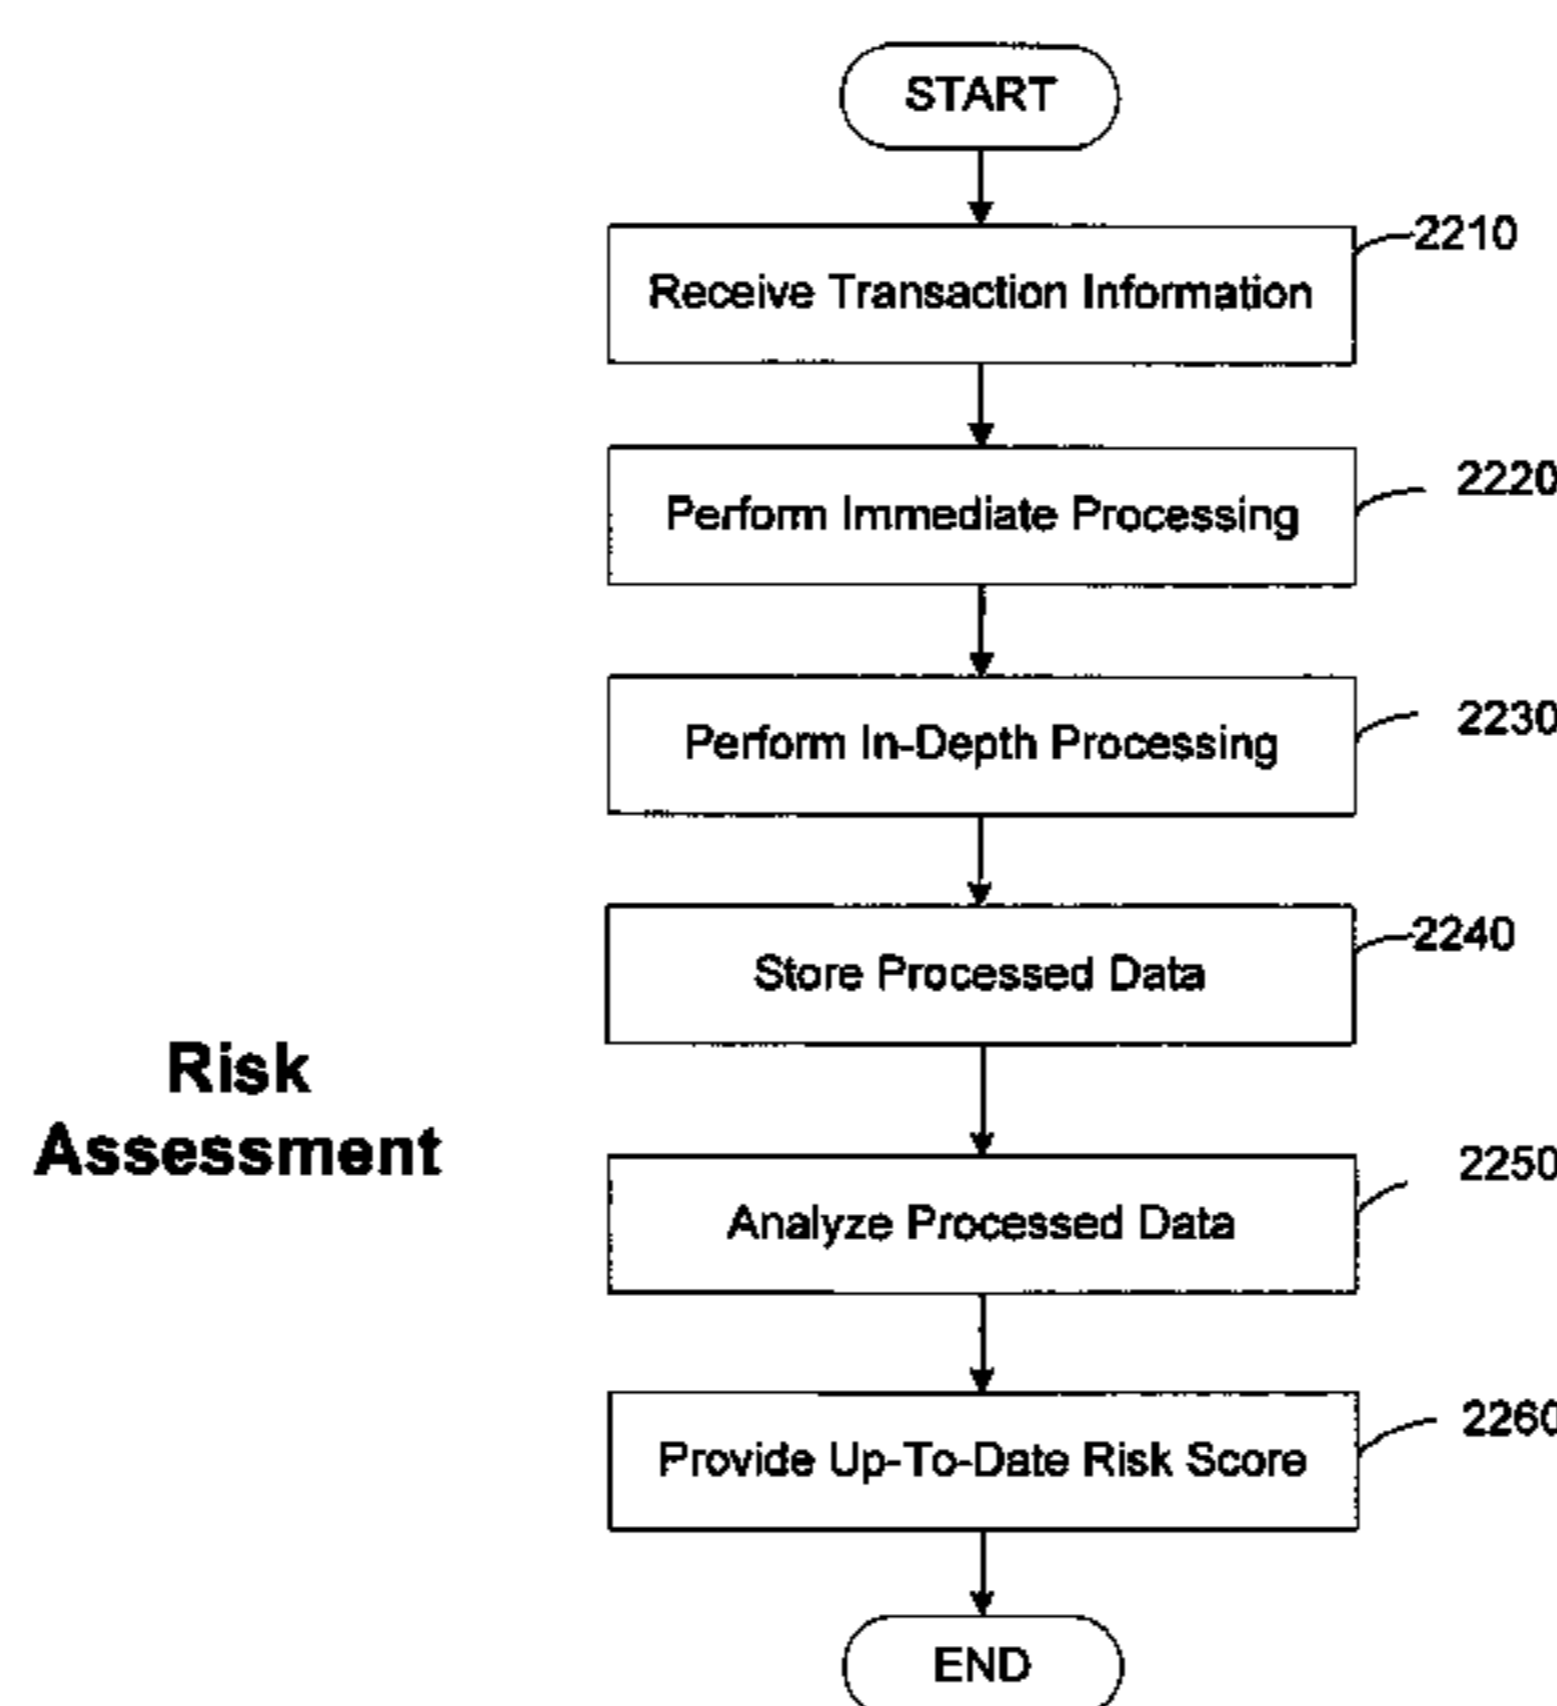 START
2210
Receive Transaction Information
2220
Perform Immediate Processing
2230
Perform In-Depth Processing
2240
Store Processed Data
Risk
Assessment
2250
Analyze Processed Data
2260
Provide Up-To-Date Risk Score
END